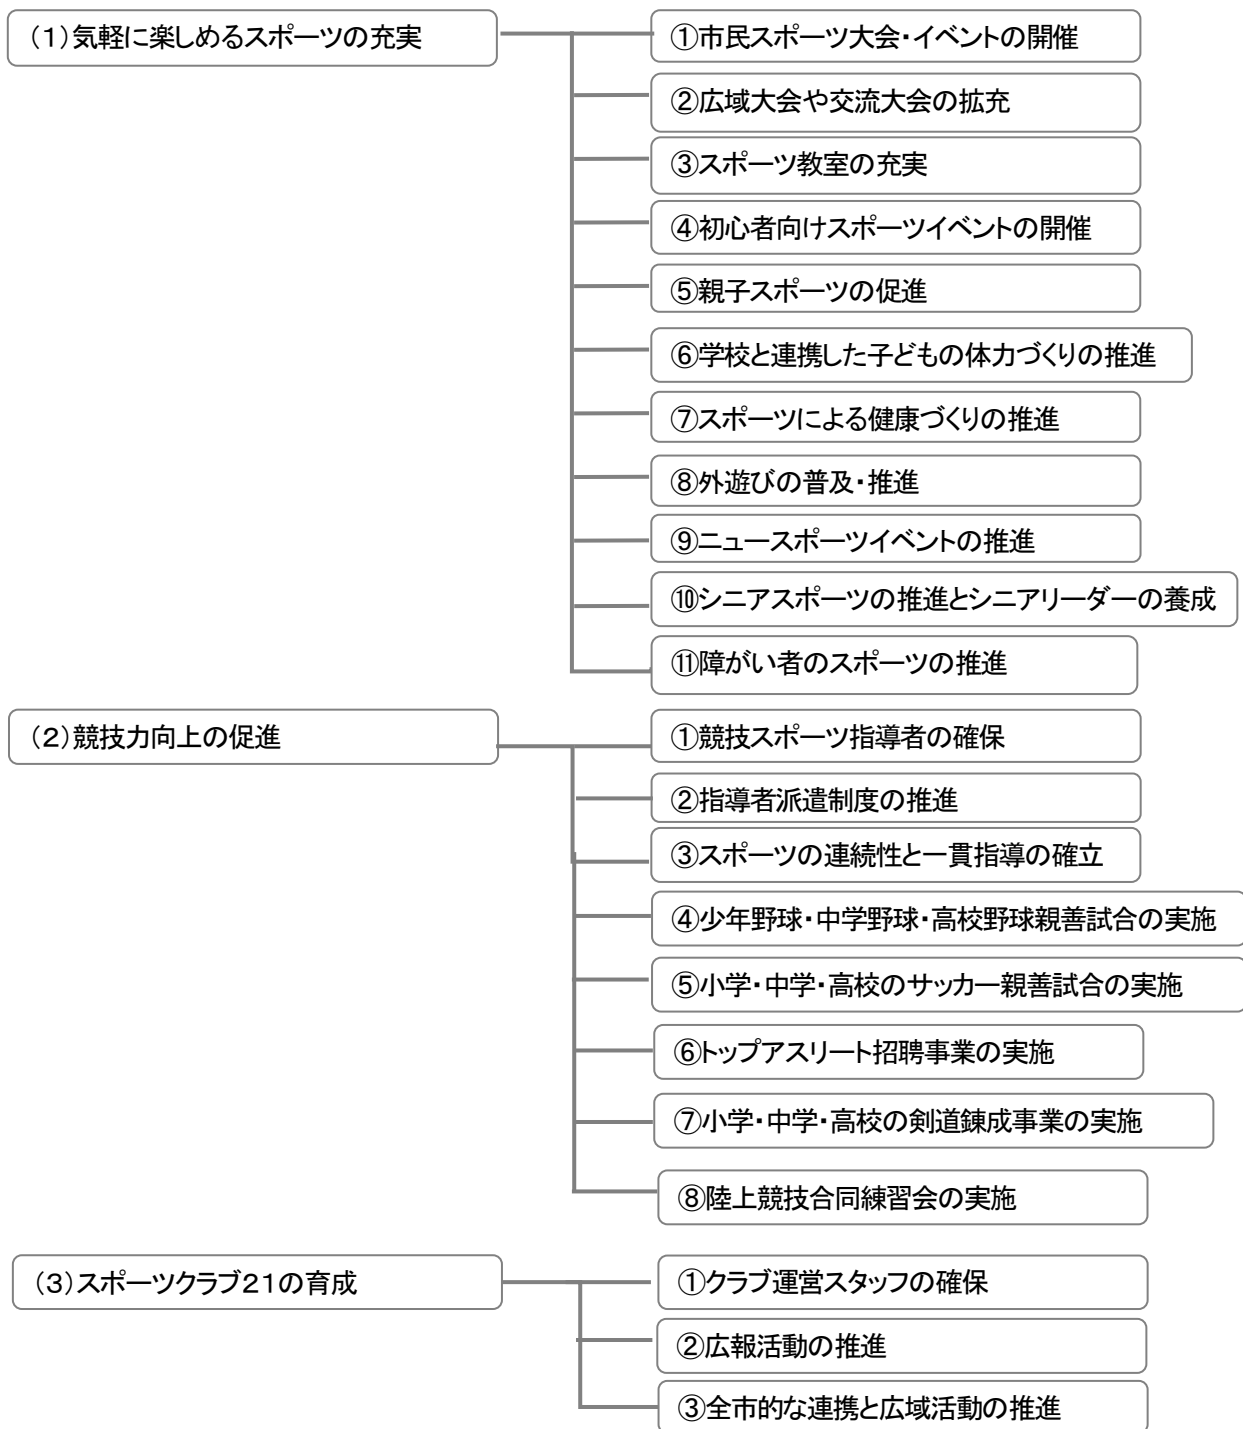 （１）気軽に楽しめるスポーツの充実
①市民スポーツ大会・イベントの開催
②広域大会や交流大会の拡充
③スポーツ教室の充実
④初心者向けスポーツイベントの開催
⑤親子スポーツの促進
⑥学校と連携した子どもの体力づくりの推進
⑦スポーツによる健康づくりの推進
⑧外遊びの普及・推進
⑨ニュースポーツイベントの推進
⑩シニアスポーツの推進とシニアリーダーの養成
⑪障がい者のスポーツの推進
（２）競技力向上の促進
①競技スポーツ指導者の確保
②指導者派遣制度の推進
③スポーツの連続性と一貫指導の確立
④少年野球・中学野球・高校野球親善試合の実施
⑤小学・中学・高校のサッカー親善試合の実施
⑥トップアスリート招聘事業の実施
⑦小学・中学・高校の剣道錬成事業の実施
⑧陸上競技合同練習会の実施
（３）スポーツクラブ２１の育成
①クラブ運営スタッフの確保
②広報活動の推進
③全市的な連携と広域活動の推進